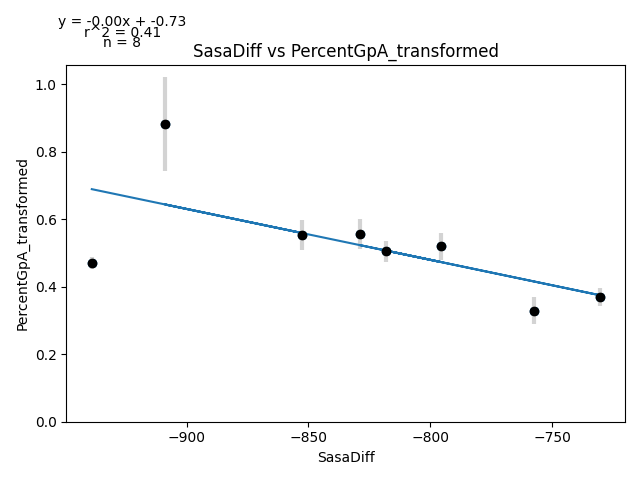 y = -0.00x + -0.73
r^2 = 0.41
n = 8
SasaDiff vs PercentGpA_transformed
PercentGpA_transformed
1.0
0.8
0.6
0.4
0.2
0.0
−900
−850
−800
−750
SasaDiff